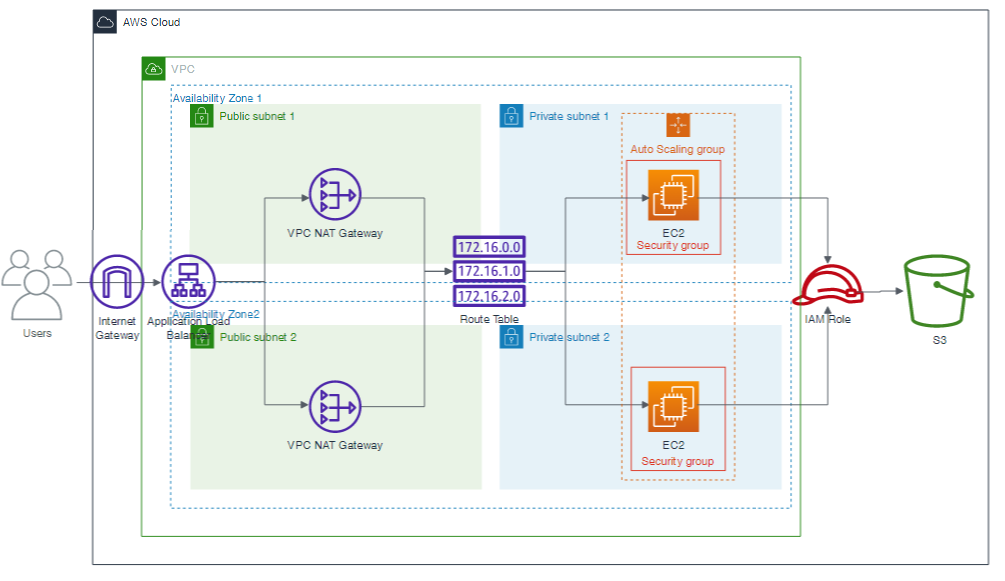 AWS Cloud
VPC
Availability Zone 1
Public subnet 1
Private subnet 1
Auto Scaling group
VPC NAT Gateway
EC2
Security group
172.16.0.0
172.16.1.0
172.16.2.0
Route Table
Users
Internet
Gateway
Application Load
Balancer
Availability Zone2
Public subnet 2
Private subnet 2
IAM Role
S3
VPC NAT Gateway
EC2
Security group